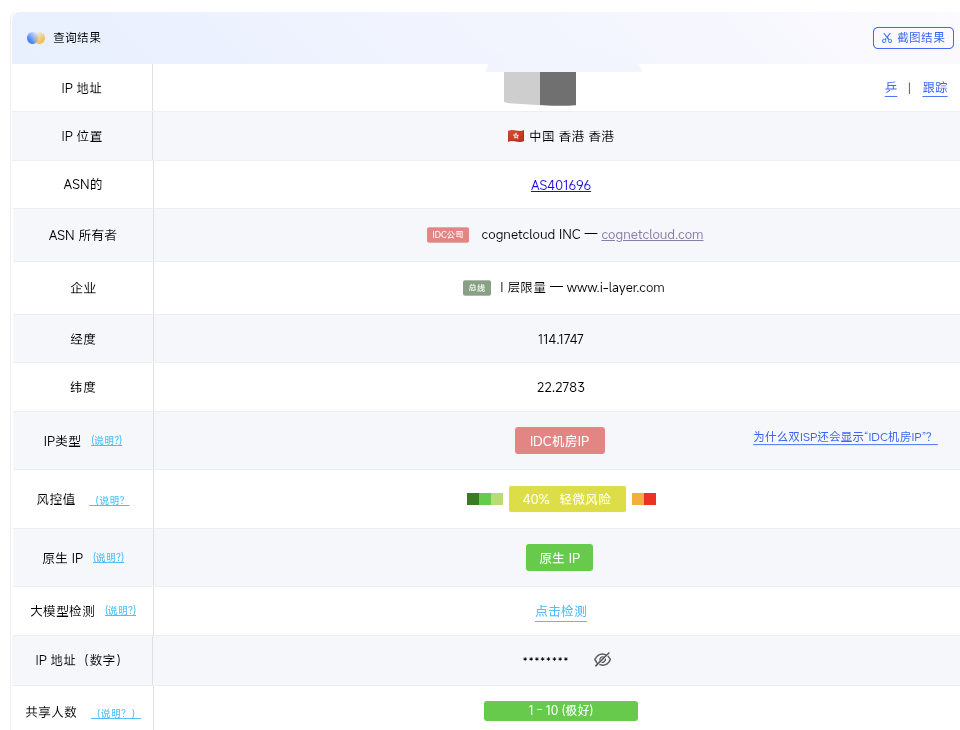 查询结果
截图结果
IP 地址
乒 | 跟踪
IP 位置
中国 香港 香港
ASN的
AS401696
ASN 所有者
IDC公司 cognetcloud INC — cognetcloud.com
企业
总线 I 层限量 — www.i-layer.com
经度
114.1747
纬度
22.2783
IP类型 (说明?)
IDC机房IP
为什么双ISP还会显示“IDC机房IP”?
风控值 (说明?
40% 轻微风险
原生 IP (说明?)
原生 IP
大模型检测 (说明?)
点击检测
IP 地址（数字）
••••••••
共享人数 (说明? )
1 - 10 (极好)